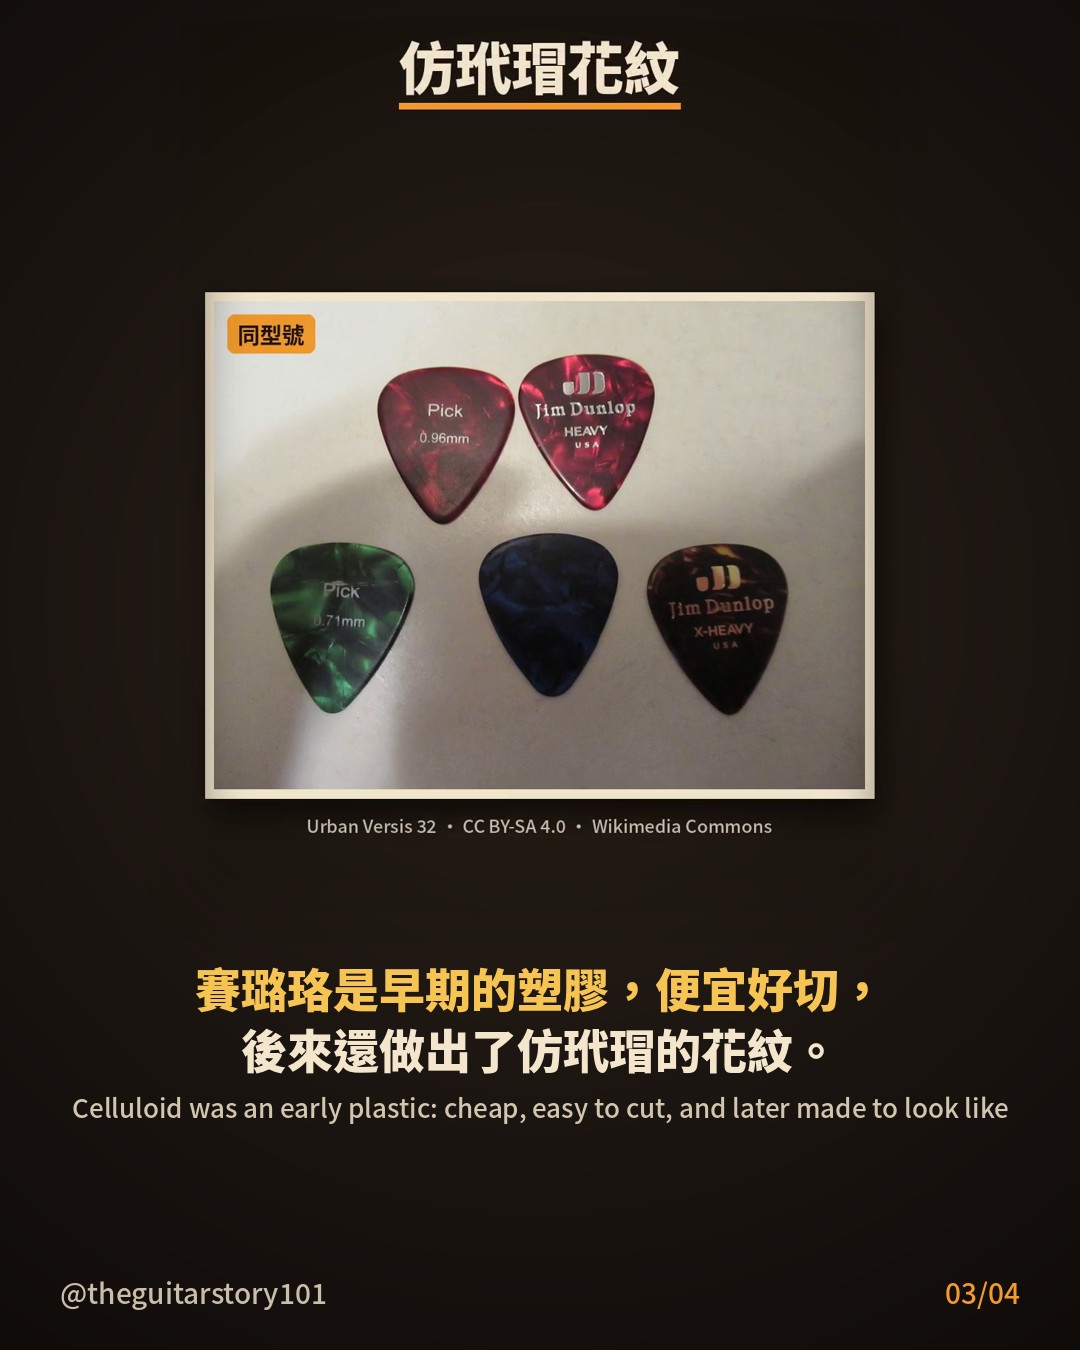 仿玳瑁花紋
同型號
Pick
0.96mm
Jim Dunlop
HEAVY
USA
Pick
0.71mm
Jim Dunlop
X-HEAVY
USA
Urban Versis 32 • CC BY-SA 4.0 • Wikimedia Commons
賽璐珞是早期的塑膠，便宜好切，
後來還做出了仿玳瑁的花紋。
Celluloid was an early plastic: cheap, easy to cut, and later made to look like
@theguitarstory101
03/04